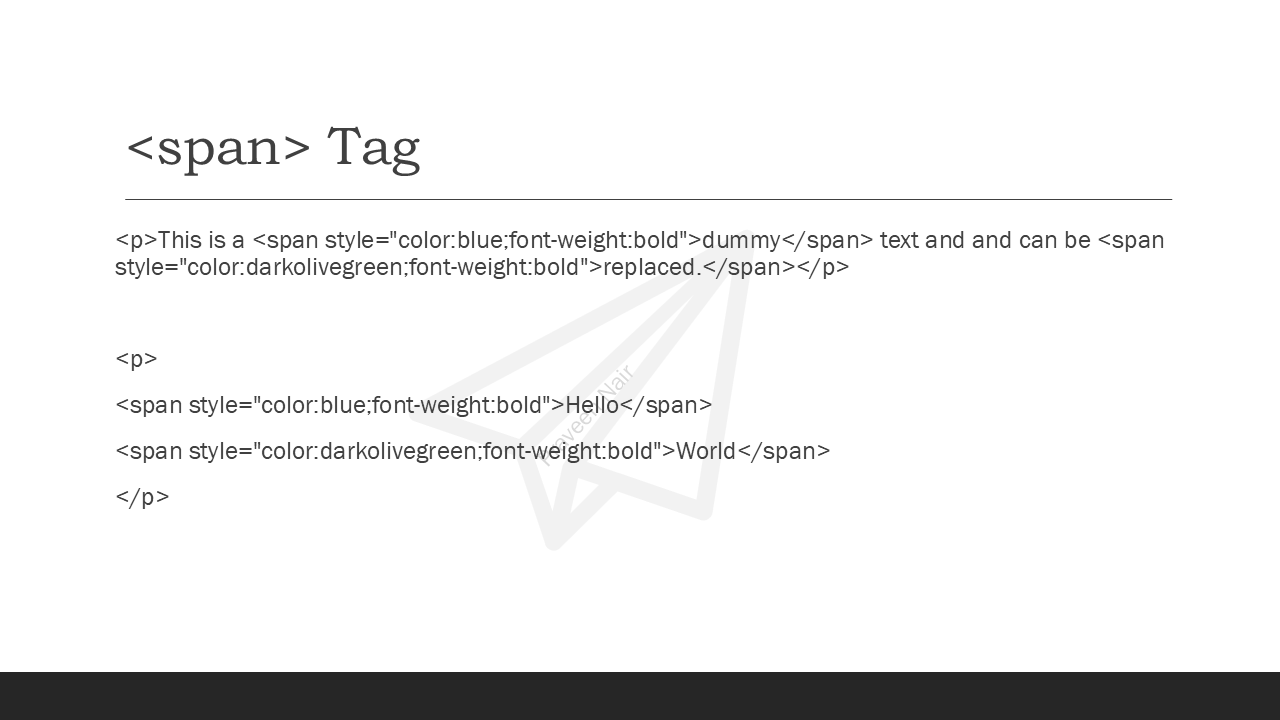 <span> Tag
<p>This is a <span style="color:blue;font-weight:bold">dummy</span> text and and can be <span
style="color:darkolivegreen;font-weight:bold">replaced.</span></p>
<p>
<span style="color:blue;font-weight:bold">Hello</span>
<span style="color:darkolivegreen;font-weight:bold">World</span>
</p>
Nair